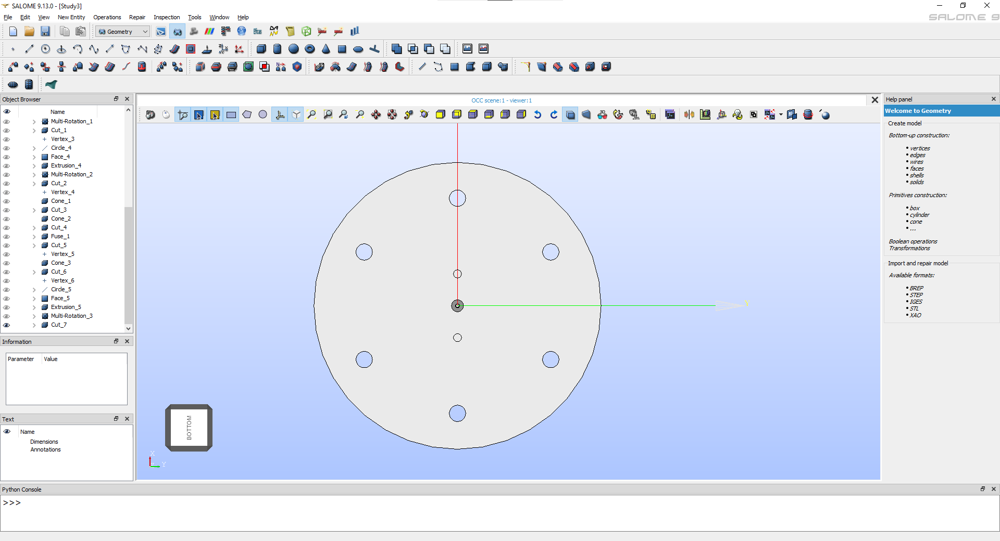 SALOME 9.13.0 - [Study3]
File Edit View New Entity Operations Repair Inspection Tools Window Help
SALOME 9
Geometry
Eficas
Object Browser
Name
Multi-Rotation_1
Cut_1
Vertex_3
Circle_4
Face_4
Extrusion_4
Multi-Rotation_2
Cut_2
Vertex_4
Cone_1
Cut_3
Cone_2
Cut_4
Fuse_1
Cut_5
Vertex_5
Cone_3
Cut_6
Vertex_6
Circle_5
Face_5
Extrusion_5
Multi-Rotation_3
Cut_7
Information
Parameter Value
Text
Name
Dimensions
Annotations
OCC scene:1 - viewer:1
Y
BOTTOM
X
Y
Help panel
Welcome to Geometry
Create model
Bottom-up construction:
• vertices
• edges
• wires
• faces
• shells
• solids
Primitives construction:
• box
• cylinder
• cone
• ...
Boolean operations
Transformations
Import and repair model
Available formats:
• BREP
• STEP
• IGES
• STL
• XAO
Python Console
>>>